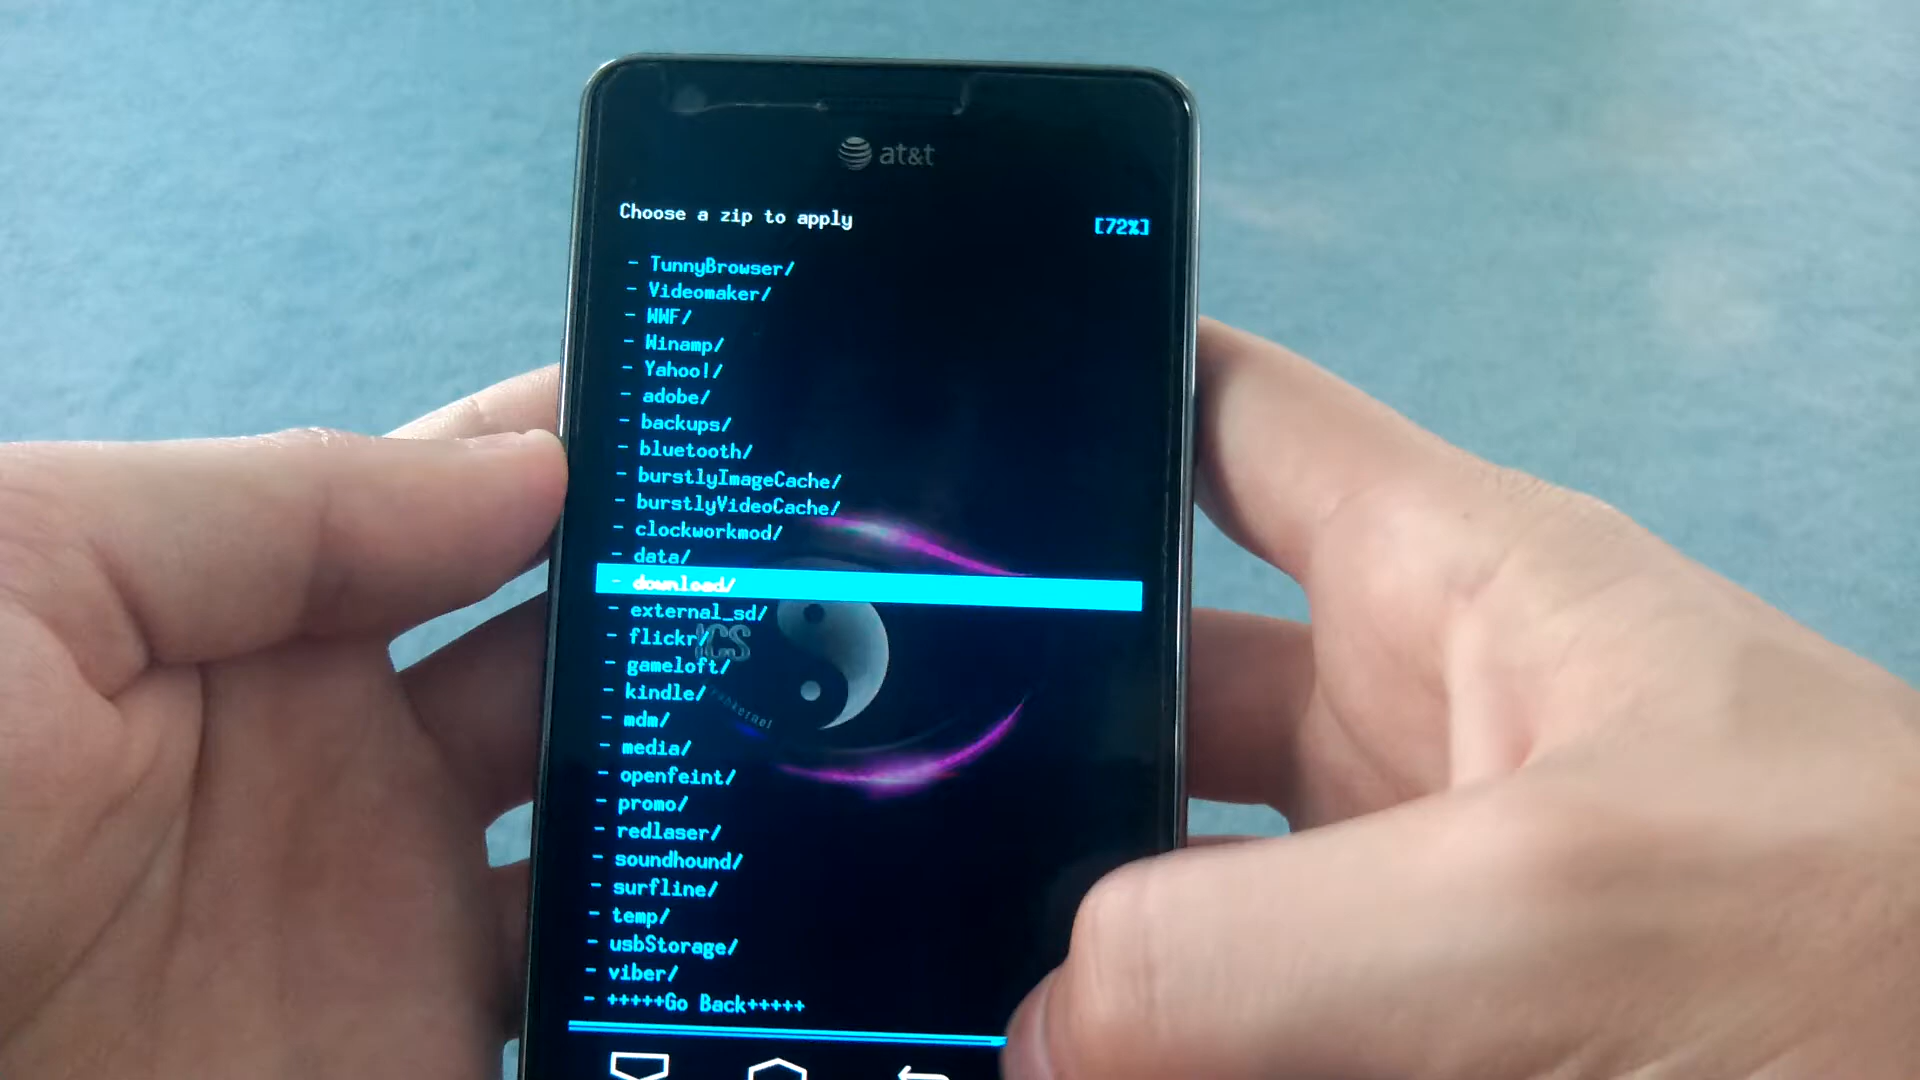 at&t
Choose a zip to apply [72%]
- TunnyBrowser/
- Videomaker/
- WWF/
- Winamp/
- Yahoo!/
- adobe/
- backups/
- bluetooth/
- burstlyImageCache/
- burstlyVideoCache/
- clockworkmod/
- data/
- download/
- external_sd/
- flickr/
ICS
- gameloft/
- kindle/
- mdm/
- media/
- openfeint/
- promo/
- redlaser/
- soundhound/
- surfline/
- temp/
- usbStorage/
- viber/
- +++++Go Back+++++